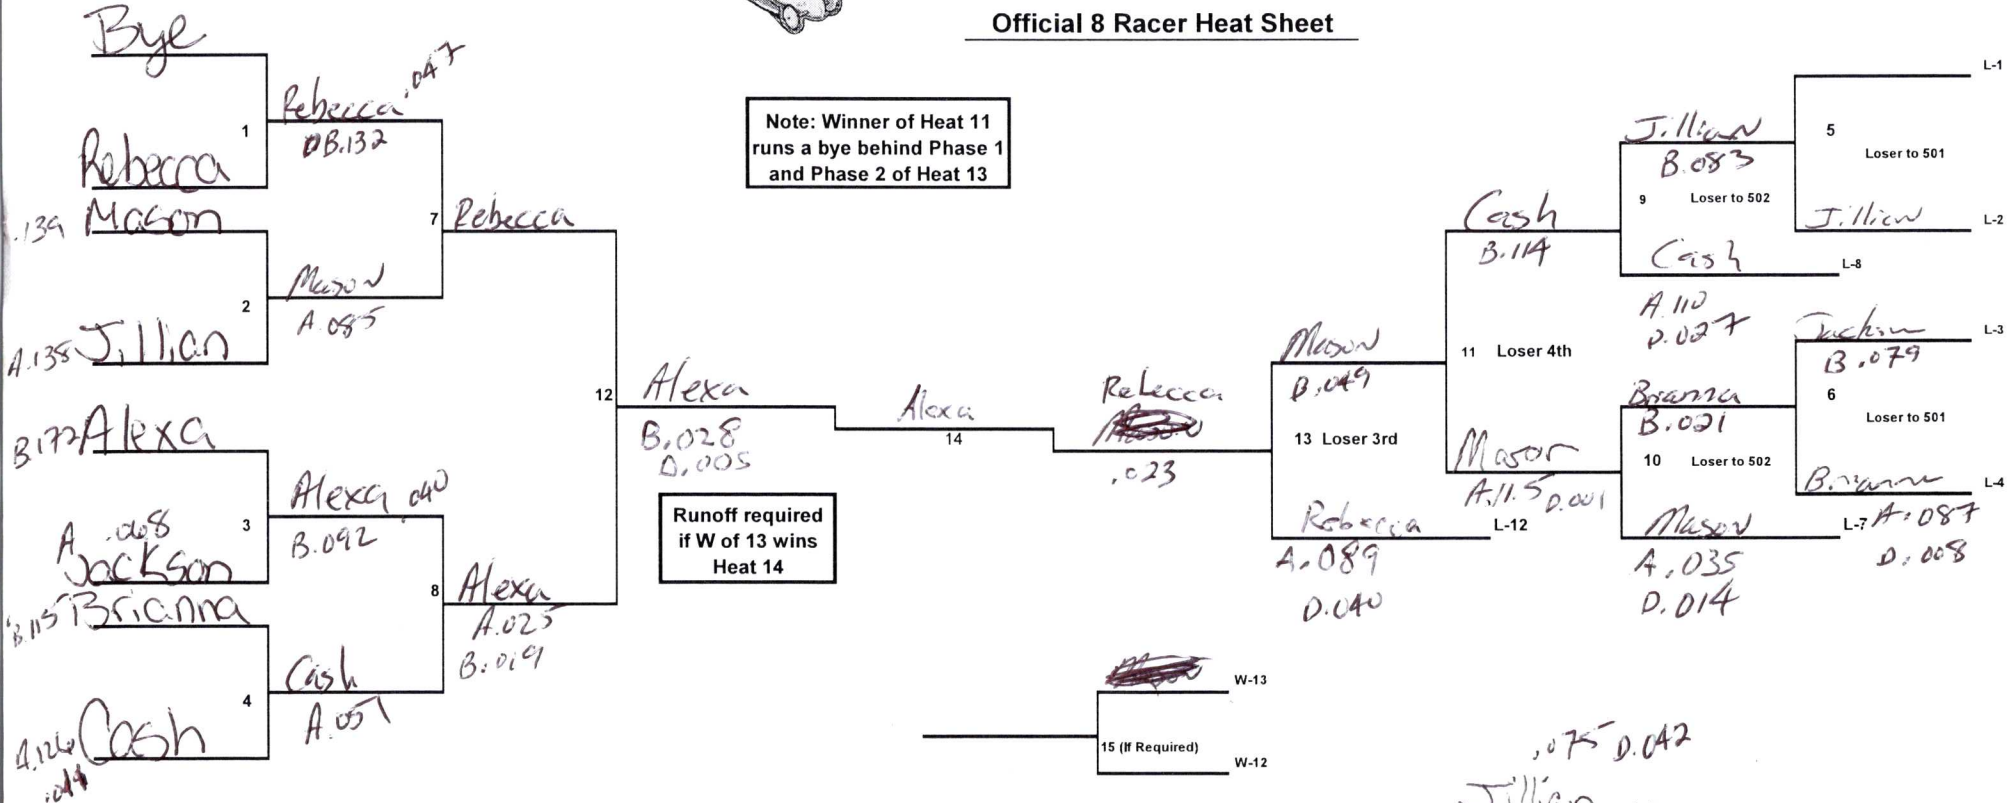 Official 8 Racer Heat Sheet
Bye
Rebecca .047
1
B.132
Rebecca
.139 Mason
7
Rebecca
2
Mason
A.085
A.138 Jillian
12
Alexa
B.028
D.005
B.177 Alexa
3
Alexa .040
B.092
A .008
Jackson
8
Alexa
A.025
B.019
B.115 Brianna
4
Cash
A.051
A.126 Cash
.014
Note: Winner of Heat 11
runs a bye behind Phase 1
and Phase 2 of Heat 13
Runoff required
if W of 13 wins
Heat 14
Alexa
14
Rebecca
.023
Mason
B.049
13 Loser 3rd
Rebecca
L-12
A.089
D.040
Cash
B.114
11 Loser 4th
Mason
A.11.5 D.001
Jillian
B.083
9 Loser to 502
Cash
L-8
A.110
D.027
Brianna
B.021
10 Loser to 502
Mason
L-7
A.035
D.014
L-1
5
Loser to 501
Jillian
L-2
Jackson
L-3
B.079
6
Loser to 501
Brianna
L-4
A.087
D.008
W-13
15 (If Required)
W-12
.075 D.042
Jillian